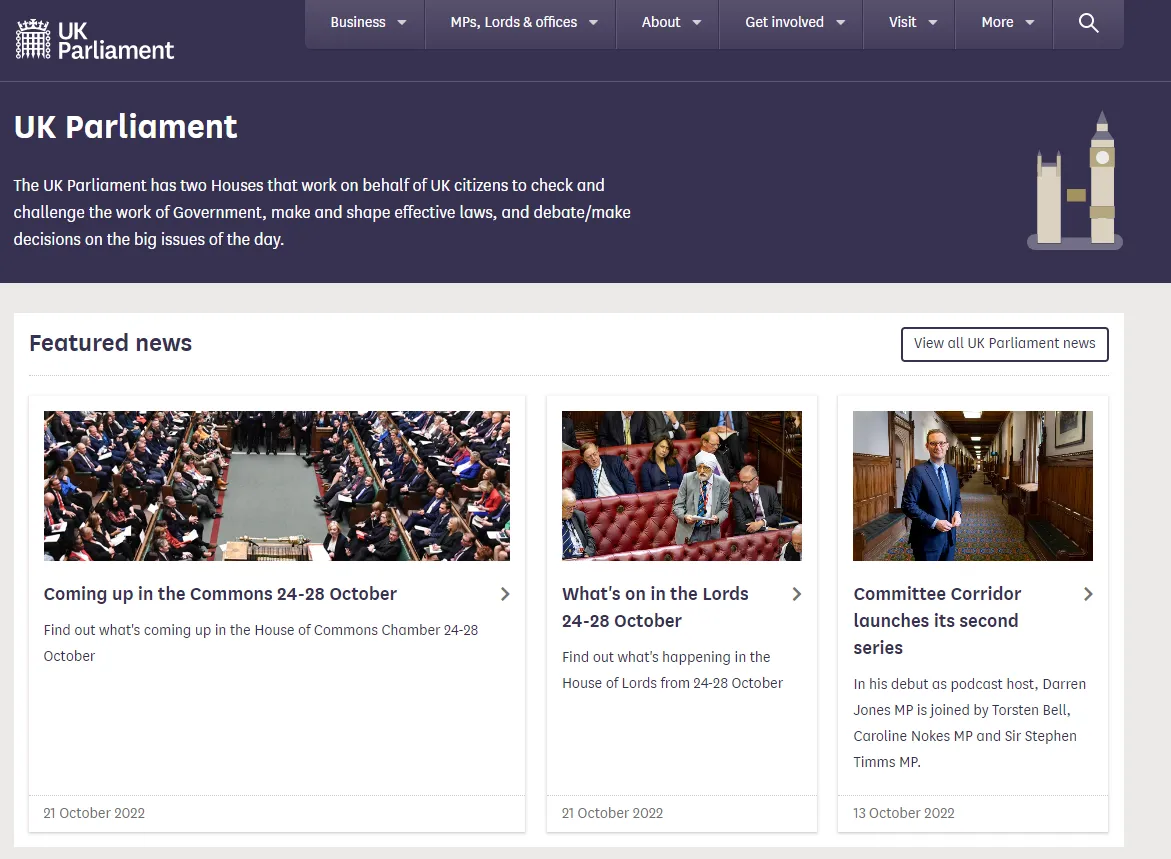 UK
Parliament
Business
MPs, Lords & offices
About
Get involved
Visit
More
UK Parliament
The UK Parliament has two Houses that work on behalf of UK citizens to check and
challenge the work of Government, make and shape effective laws, and debate/make
decisions on the big issues of the day.
Featured news
View all UK Parliament news
Coming up in the Commons 24-28 October
Find out what's coming up in the House of Commons Chamber 24-28
October
21 October 2022
What's on in the Lords
24-28 October
Find out what's happening in the
House of Lords from 24-28 October
21 October 2022
Committee Corridor
launches its second
series
In his debut as podcast host, Darren
Jones MP is joined by Torsten Bell,
Caroline Nokes MP and Sir Stephen
Timms MP.
13 October 2022